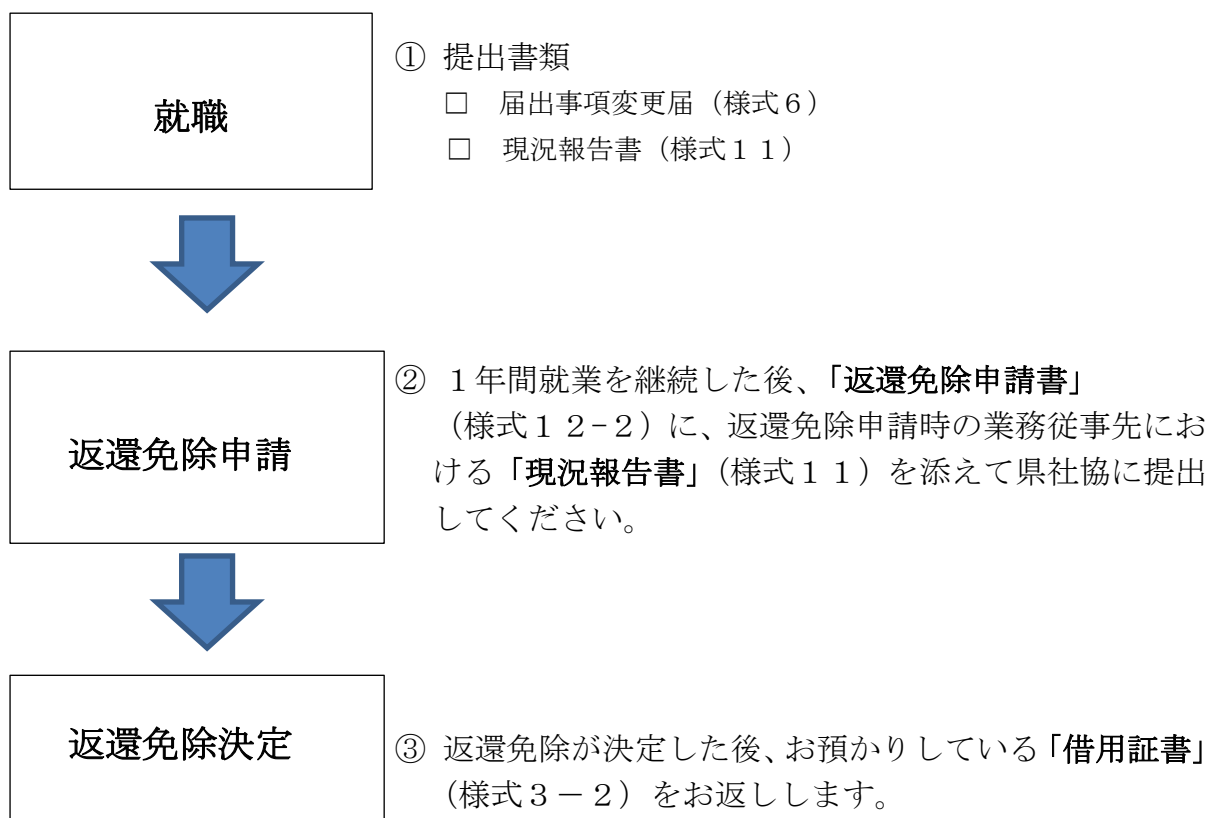 就職
① 提出書類
□ 届出事項変更届（様式６）
□ 現況報告書（様式１１）
返還免除申請
② １年間就業を継続した後、「返還免除申請書」
（様式１２−２）に、返還免除申請時の業務従事先にお
ける「現況報告書」（様式１１）を添えて県社協に提出
してください。
返還免除決定
③ 返還免除が決定した後、お預かりしている「借用証書」
（様式３－２）をお返しします。